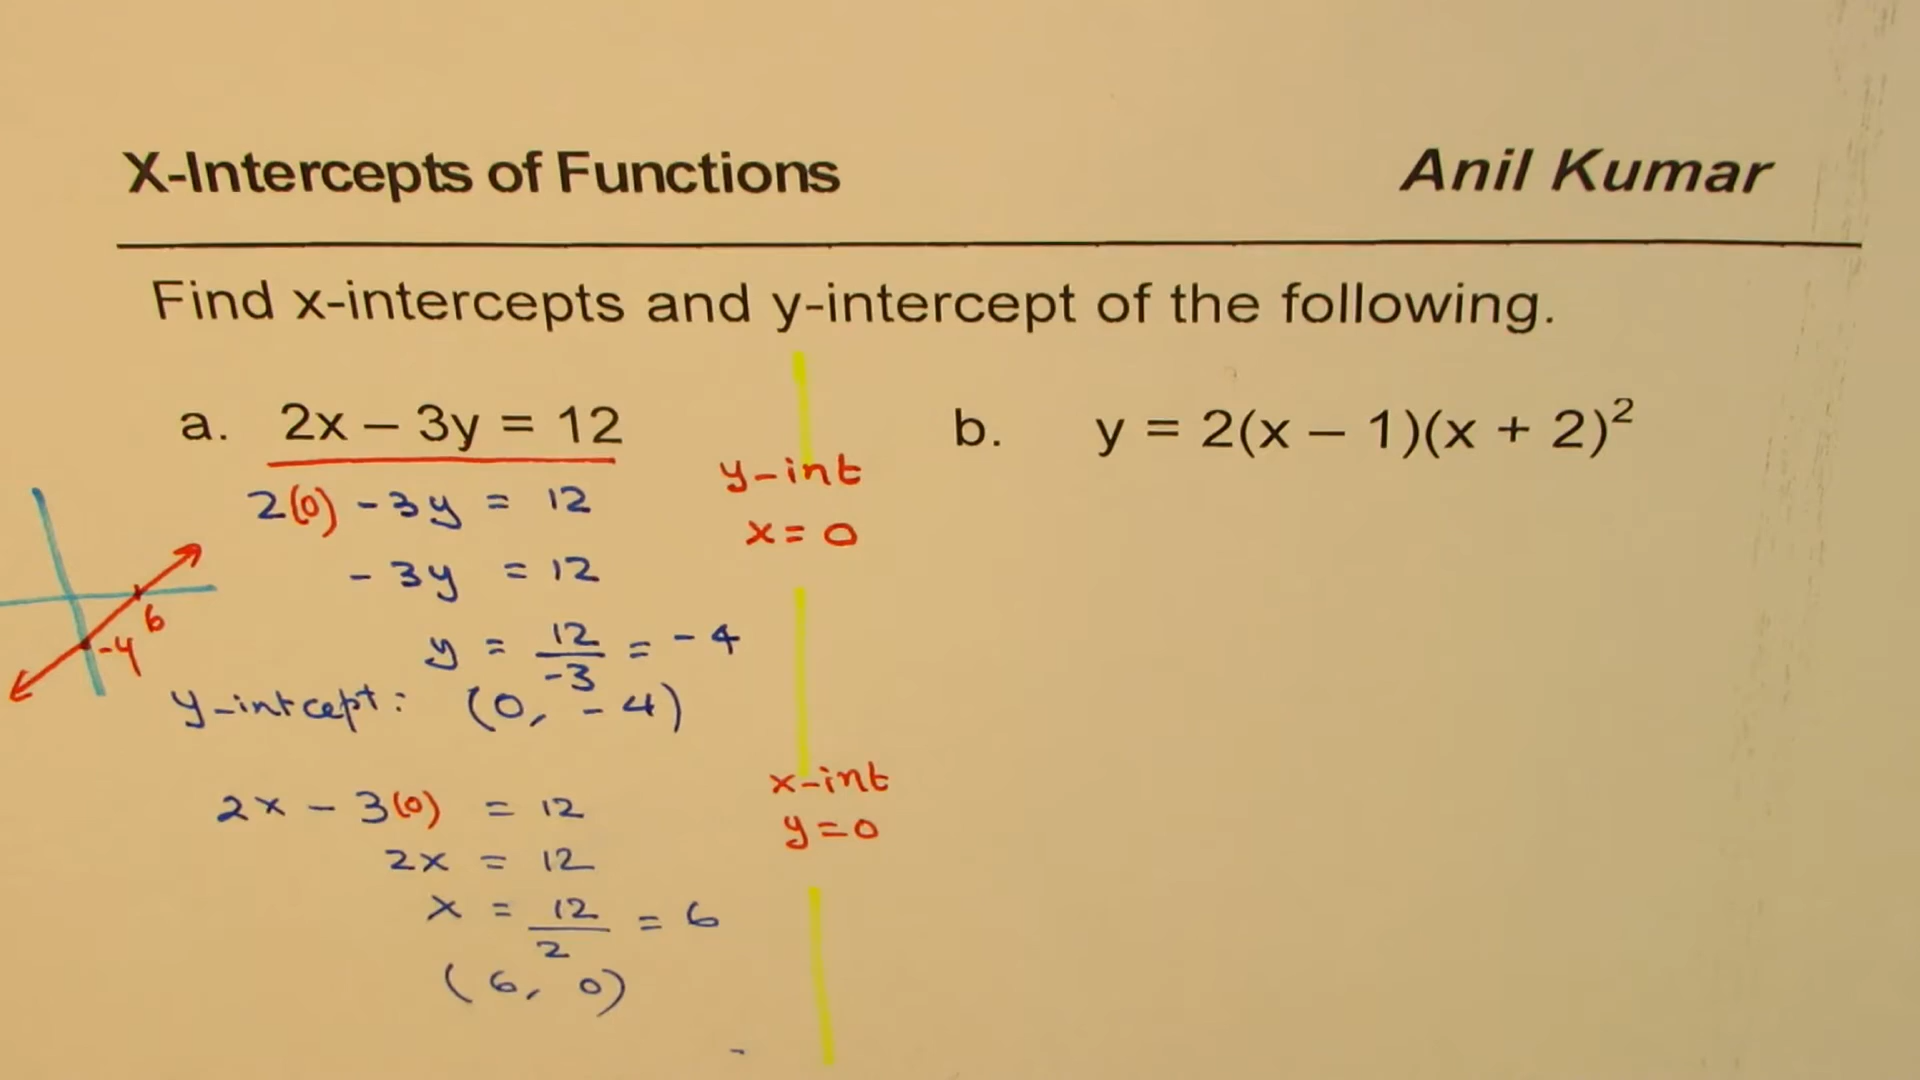 X-Intercepts of Functions
Anil Kumar
Find x-intercepts and y-intercept of the following.
a. 2x – 3y = 12
2(0) - 3y = 12
- 3y = 12
y = 12/-3 = - 4
y-intcept: (0, - 4)
2x - 3(0) = 12
2x = 12
x = 12/2 = 6
(6, 0)
6
-4
y-int
x = 0
x-int
y = 0
b. y = 2(x – 1)(x + 2)²